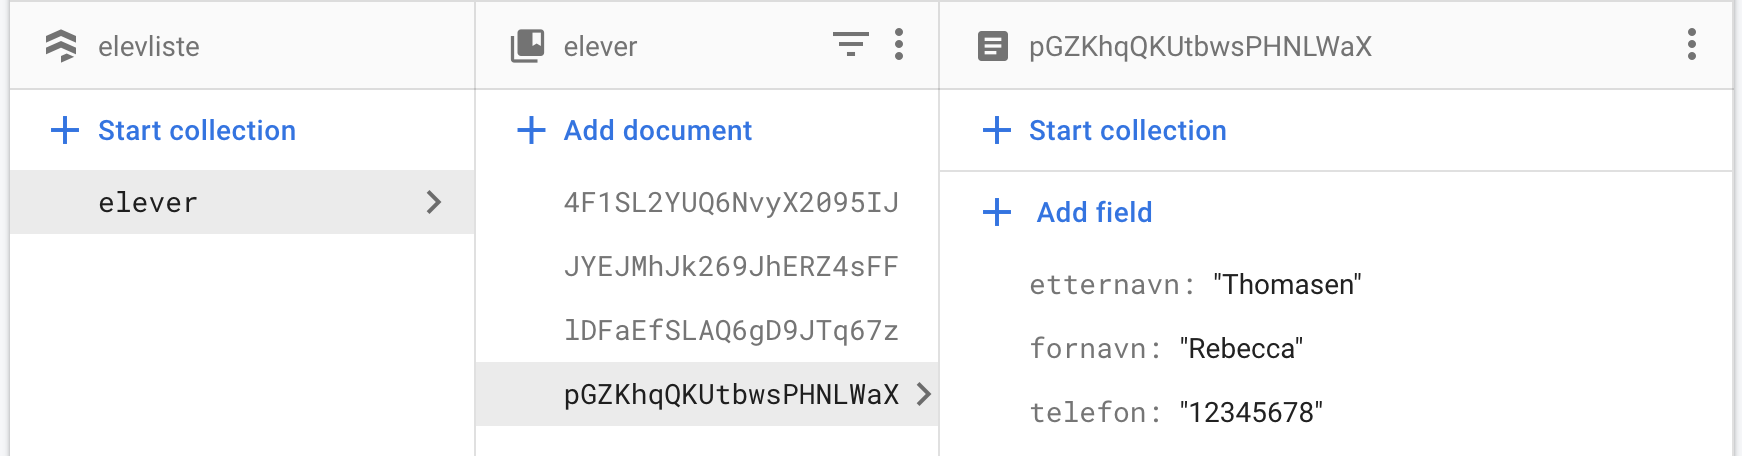 elevliste
Start collection
elever
elever
Add document
4F1SL2YUQ6NvyX2095IJ
JYEJMhJk269JhERZ4sFF
lDFaEfSLAQ6gD9JTq67z
pGZKhqQKUtbwsPHNLWaX
pGZKhqQKUtbwsPHNLWaX
Start collection
Add field
etternavn: "Thomasen"
fornavn: "Rebecca"
telefon: "12345678"